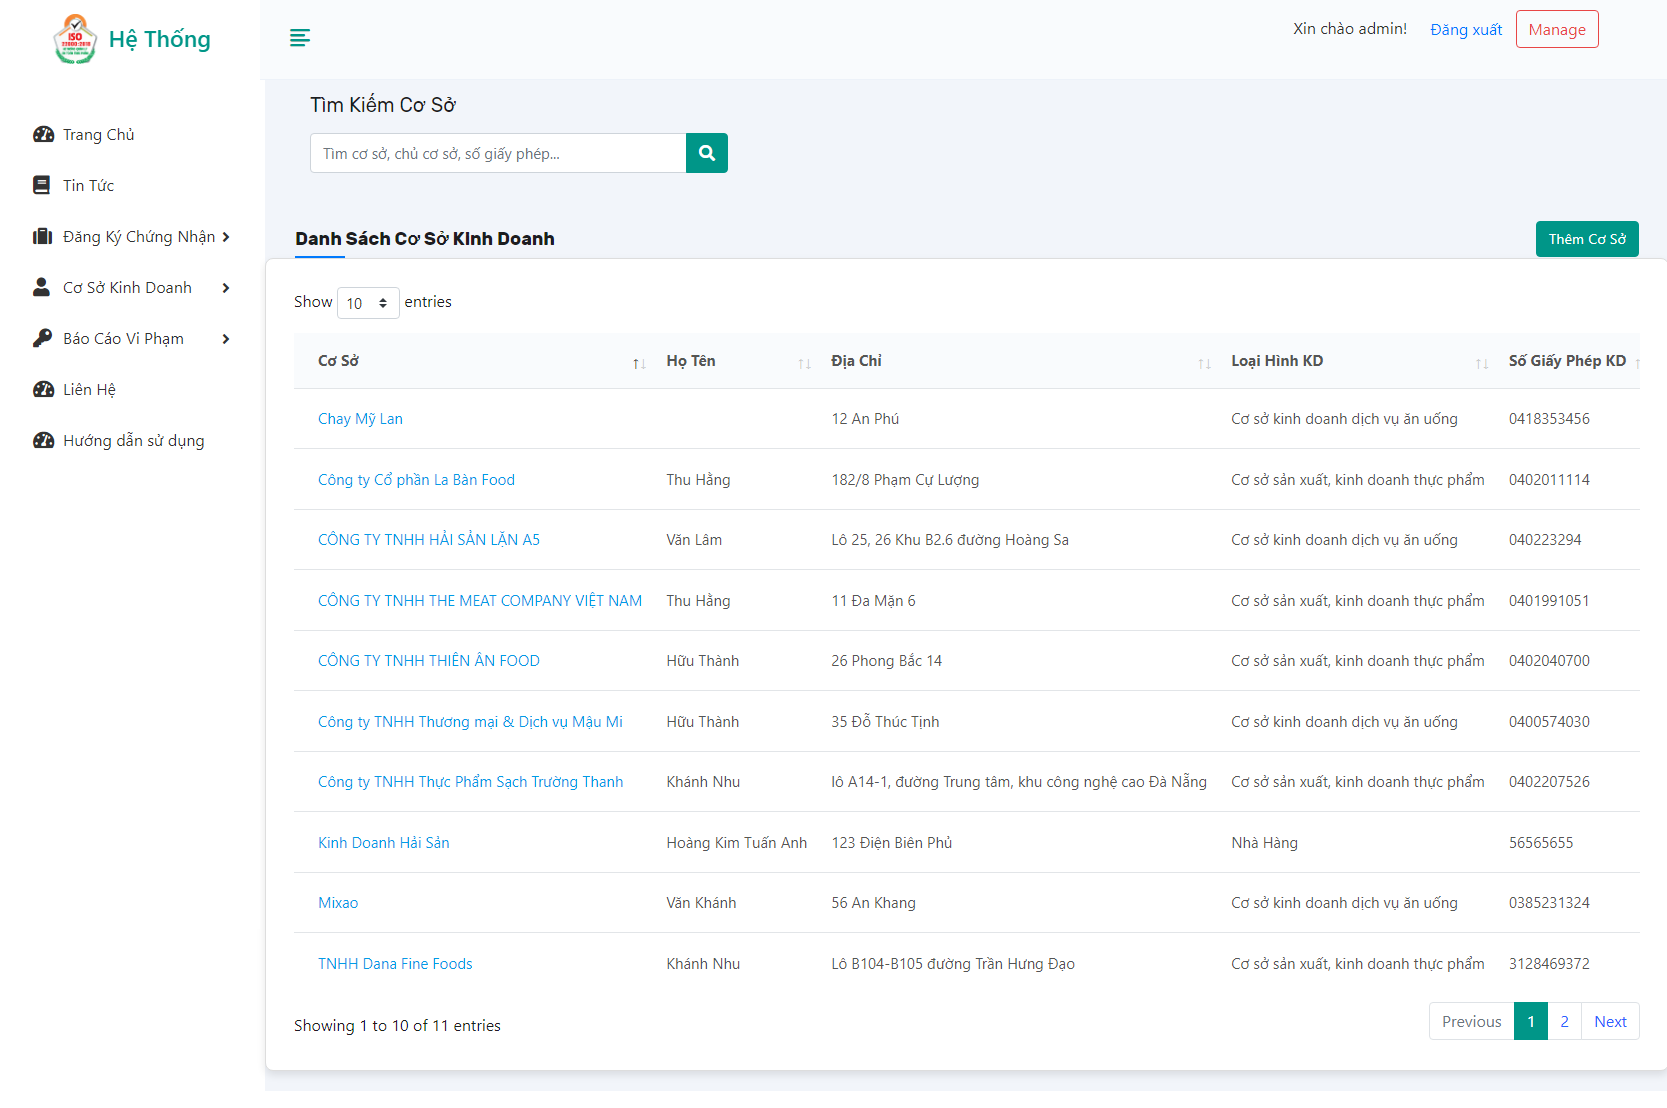 ISO
22000:2018
Hệ Thống
Xin chào admin!
Đăng xuất
Manage
Trang Chủ
Tin Tức
Đăng Ký Chứng Nhận
Cơ Sở Kinh Doanh
Báo Cáo Vi Phạm
Liên Hệ
Hướng dẫn sử dụng
Tìm Kiếm Cơ Sở
Tìm cơ sở, chủ cơ sở, số giấy phép...
Danh Sách Cơ Sở Kinh Doanh
Thêm Cơ Sở
Show 10 entries
Cơ Sở Họ Tên Địa Chỉ Loại Hình KD Số Giấy Phép KD
Chay Mỹ Lan 12 An Phú Cơ sở kinh doanh dịch vụ ăn uống 0418353456
Công ty Cổ phần La Bàn Food Thu Hằng 182/8 Phạm Cự Lượng Cơ sở sản xuất, kinh doanh thực phẩm 0402011114
CÔNG TY TNHH HẢI SẢN LẶN A5 Văn Lâm Lô 25, 26 Khu B2.6 đường Hoàng Sa Cơ sở kinh doanh dịch vụ ăn uống 040223294
CÔNG TY TNHH THE MEAT COMPANY VIỆT NAM Thu Hằng 11 Đa Mặn 6 Cơ sở sản xuất, kinh doanh thực phẩm 0401991051
CÔNG TY TNHH THIÊN ÂN FOOD Hữu Thành 26 Phong Bắc 14 Cơ sở sản xuất, kinh doanh thực phẩm 0402040700
Công ty TNHH Thương mại & Dịch vụ Mậu Mi Hữu Thành 35 Đỗ Thúc Tịnh Cơ sở kinh doanh dịch vụ ăn uống 0400574030
Công ty TNHH Thực Phẩm Sạch Trường Thanh Khánh Nhu lô A14-1, đường Trung tâm, khu công nghệ cao Đà Nẵng Cơ sở sản xuất, kinh doanh thực phẩm 0402207526
Kinh Doanh Hải Sản Hoàng Kim Tuấn Anh 123 Điện Biên Phủ Nhà Hàng 56565655
Mixao Văn Khánh 56 An Khang Cơ sở kinh doanh dịch vụ ăn uống 0385231324
TNHH Dana Fine Foods Khánh Nhu Lô B104-B105 đường Trần Hưng Đạo Cơ sở sản xuất, kinh doanh thực phẩm 3128469372
Showing 1 to 10 of 11 entries
Previous 1 2 Next